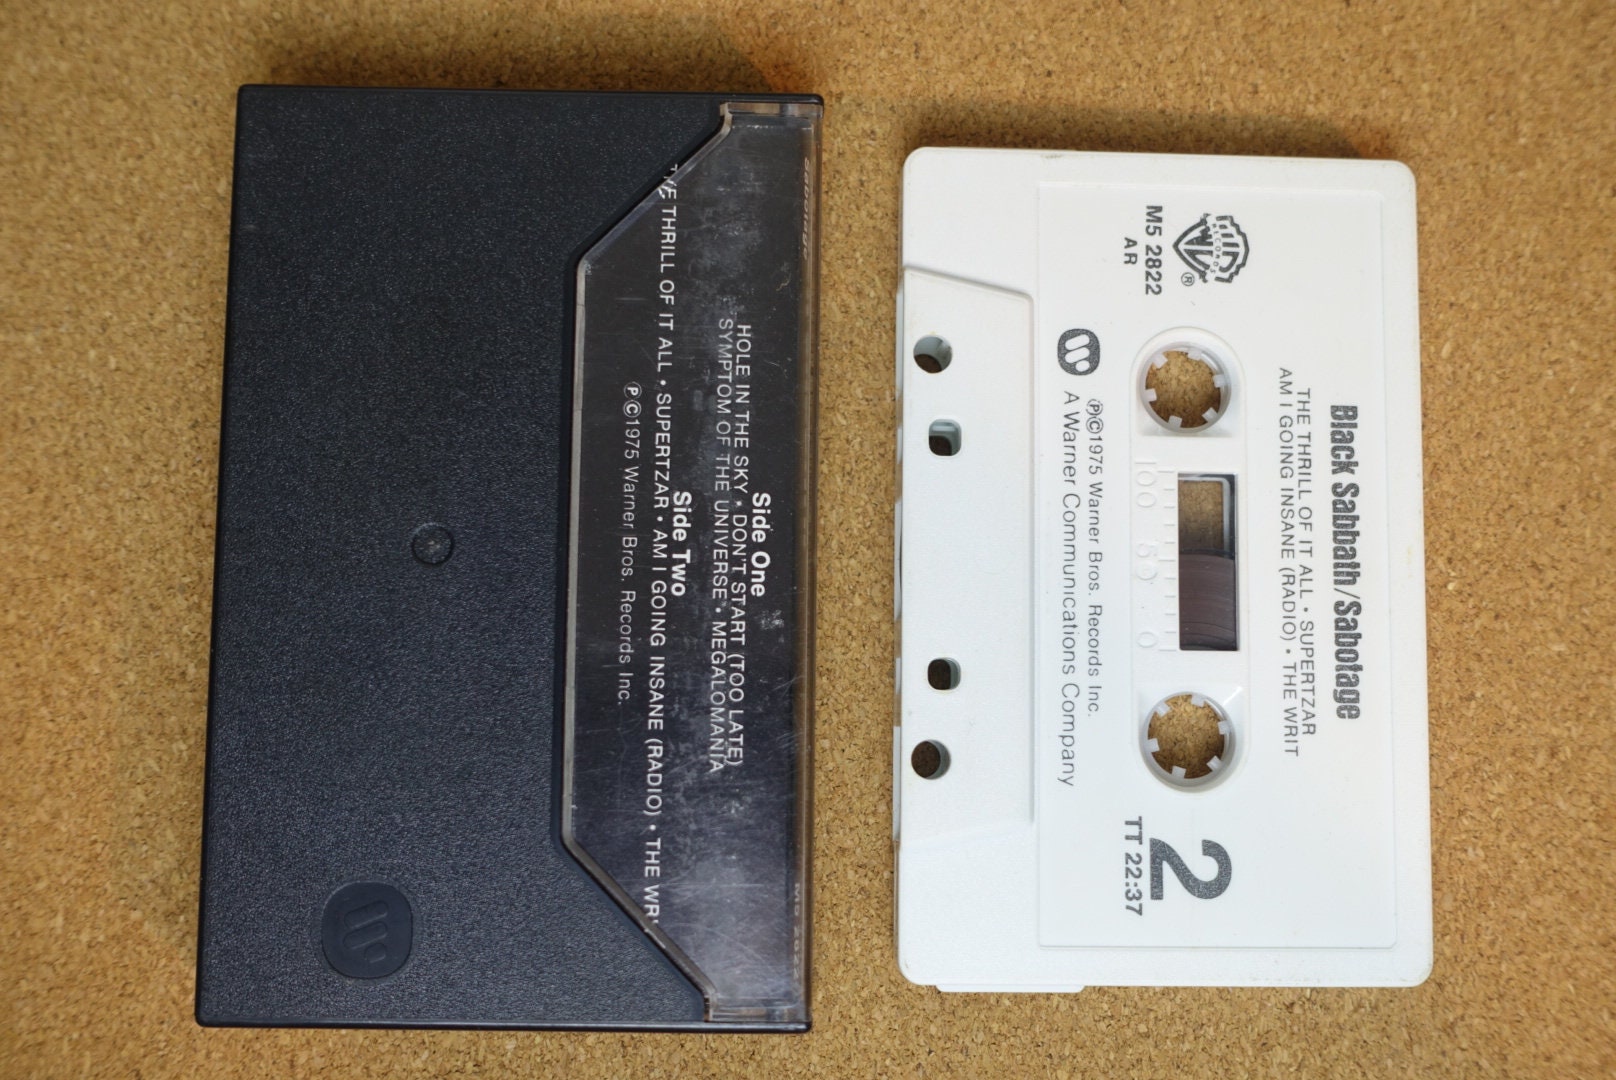 Side One
HOLE IN THE SKY • DON'T START (TOO LATE)
SYMPTOM OF THE UNIVERSE • MEGALOMANIA
Side Two
THE THRILL OF IT ALL • SUPERTZAR • AM I GOING INSANE (RADIO) • THE WR
Ⓟ©1975 Warner Bros. Records Inc.
M5 2822
Black Sabbath/Sabotage
THE THRILL OF IT ALL • SUPERTZAR
AM I GOING INSANE (RADIO) • THE WRIT
RECORDS
®
M5 2822
AR
2
TT 22:37
100 50 0
Ⓟ©1975 Warner Bros. Records Inc.
A Warner Communications Company